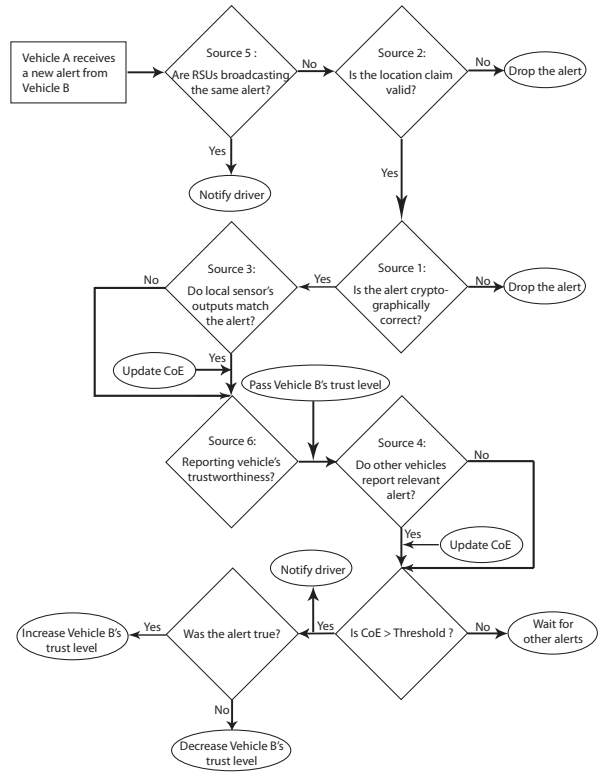 Vehicle A receives
a new alert from
Vehicle B
Source 5 :
Are RSUs broadcasting
the same alert?
No
Source 2:
Is the location claim
valid?
No
Drop the alert
Yes
Notify driver
Yes
Source 3:
Do local sensor's
outputs match
the alert?
No
Yes
Source 1:
Is the alert crypto-
graphically
correct?
No
Drop the alert
Yes
Update CoE
Pass Vehicle B's trust level
Source 6:
Reporting vehicle's
trustworthiness?
Source 4:
Do other vehicles
report relevant
alert?
No
Yes
Update CoE
Notify driver
Increase Vehicle B's
trust level
Yes
Was the alert true?
Yes
Is CoE > Threshold ?
No
Wait for
other alerts
No
Decrease Vehicle B's
trust level